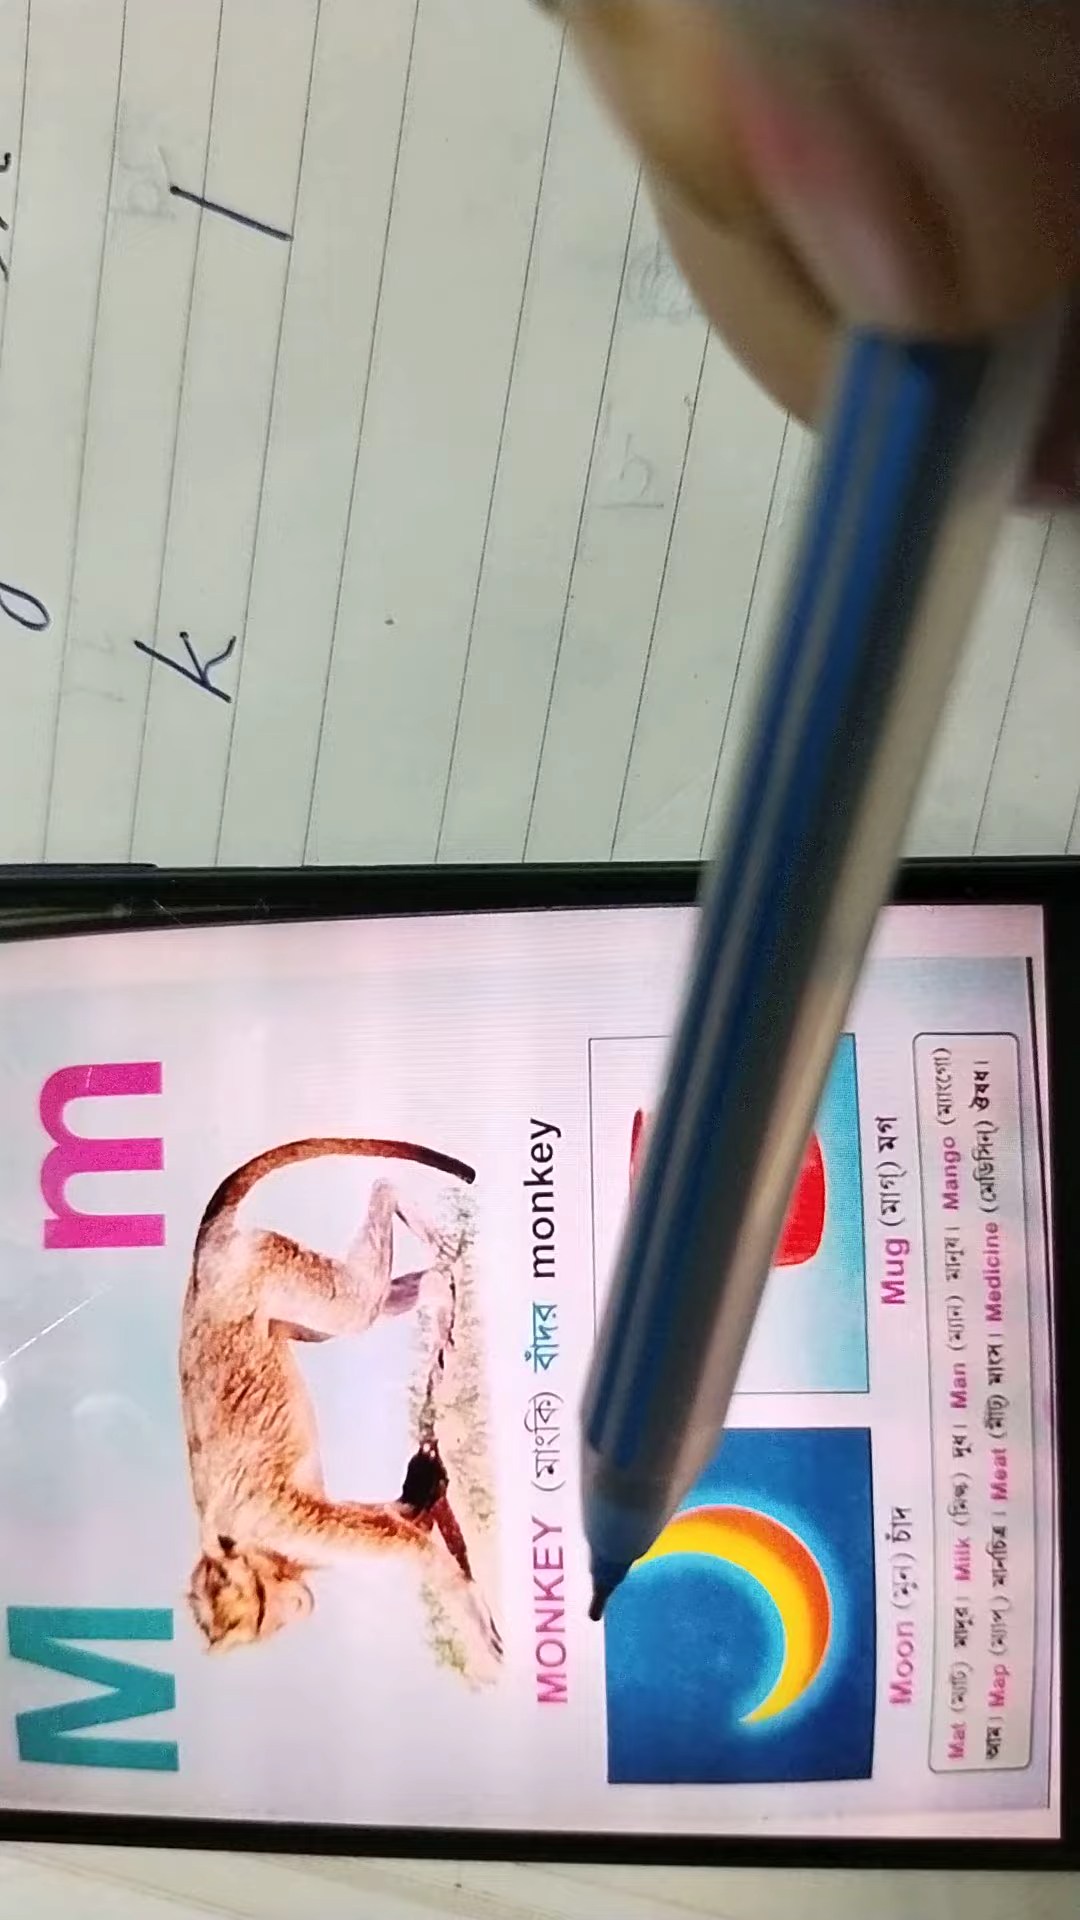 k l
M m
MONKEY (মাংকি) বাঁদর monkey
Moon (মুন) চাঁদ
Mug (মাগ) মগ
Mat (ম্যাট) মাদুর। Milk (মিল্ক) দুধ। Man (ম্যান) মানুষ। Mango (ম্যাংগো)
আম। Map (ম্যাপ) মানচিত্র। Meat (মীট) মাংস। Medicine (মেডিসিন) ঔষধ।